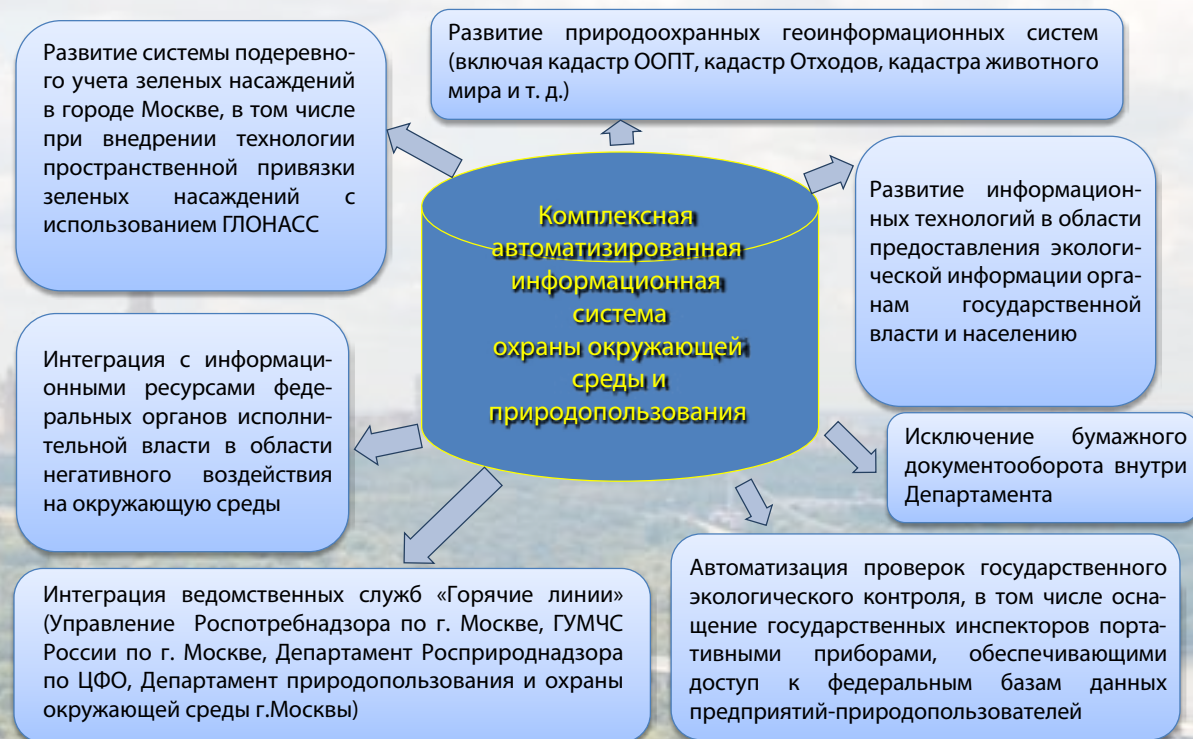 Развитие системы подеревно-
го учета зеленых насаждений
в городе Москве, в том числе
при внедрении технологии
пространственной привязки
зеленых насаждений с
использованием ГЛОНАСС
Развитие природоохранных геоинформационных систем
(включая кадастр ООПТ, кадастр Отходов, кадастра животного
мира и т. д.)
Комплексная
автоматизированная
информационная
система
охраны окружающей
среды и
природопользования
Развитие информацион-
ных технологий в области
предоставления экологи-
ческой информации орга-
нам государственной
власти и населению
Интеграция с информаци-
онными ресурсами феде-
ральных органов исполни-
тельной власти в области
негативного воздействия
на окружающую среды
Исключение бумажного
документооборота внутри
Департамента
Интеграция ведомственных служб «Горячие линии»
(Управление Роспотребнадзора по г. Москве, ГУМЧС
России по г. Москве, Департамент Росприроднадзора
по ЦФО, Департамент природопользования и охраны
окружающей среды г.Москвы)
Автоматизация проверок государственного
экологического контроля, в том числе осна-
щение государственных инспекторов порта-
тивными приборами, обеспечивающими
доступ к федеральным базам данных
предприятий-природопользователей